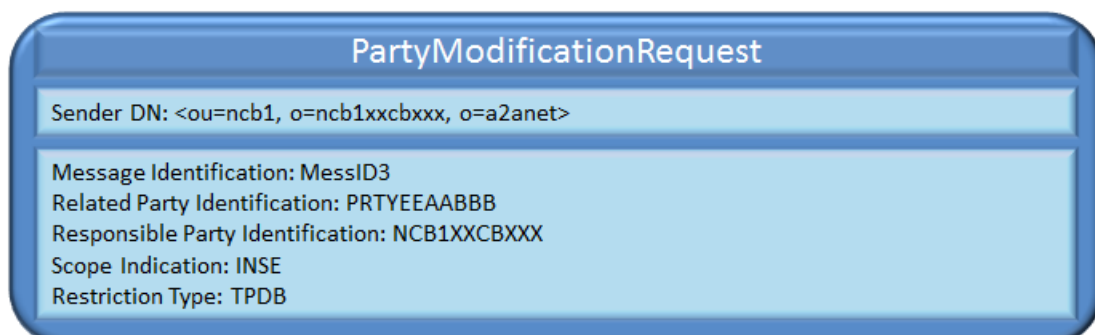 PartyModificationRequest
Sender DN: <ou=ncb1, o=ncb1xxcbxxx, o=a2anet>
Message Identification: MessID3
Related Party Identification: PRTYEEAABBB
Responsible Party Identification: NCB1XXCBXXX
Scope Indication: INSE
Restriction Type: TPDB